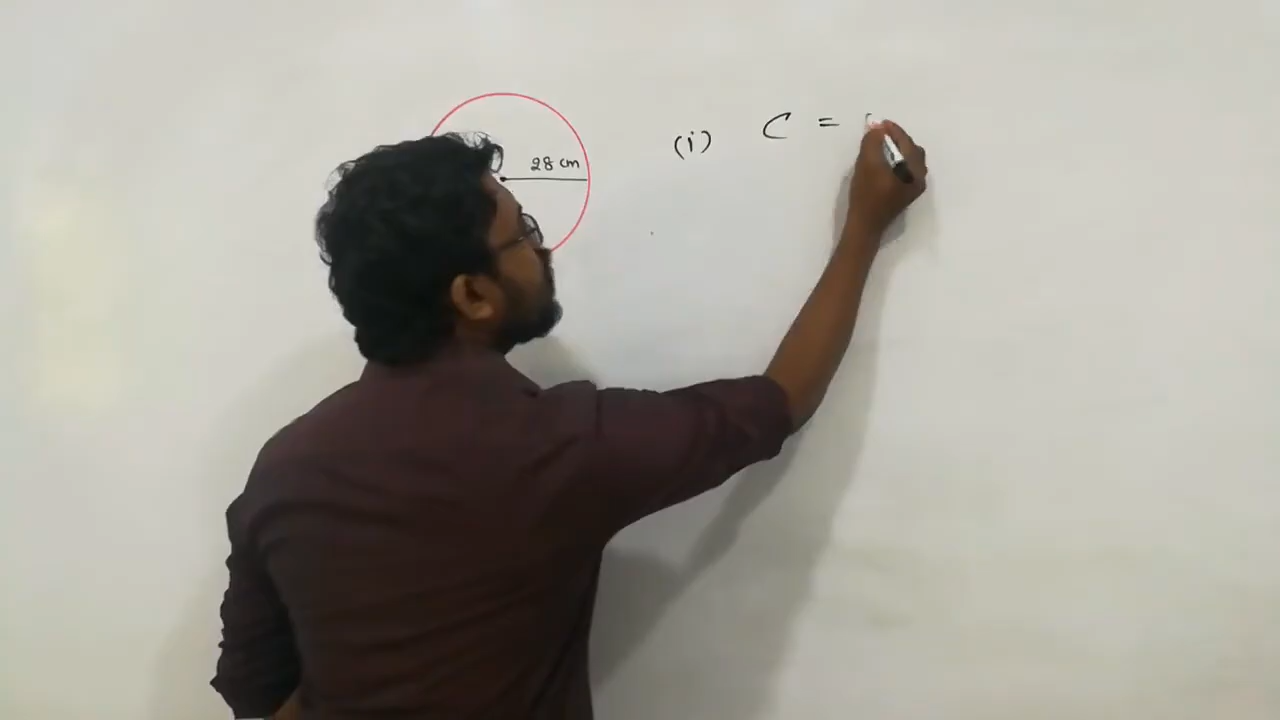 28 cm
(i) C =